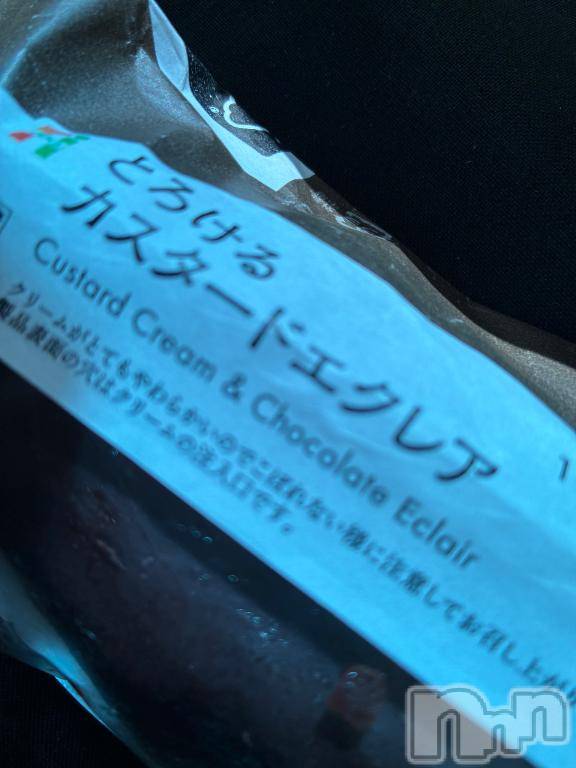 とろける
カスタードエクレア
Custard Cream & Chocolate Eclair
クリームがとてもやわらかいのでこぼれない様に注意してお召し上が
製品表面の穴はクリームの注入口です。
nnn